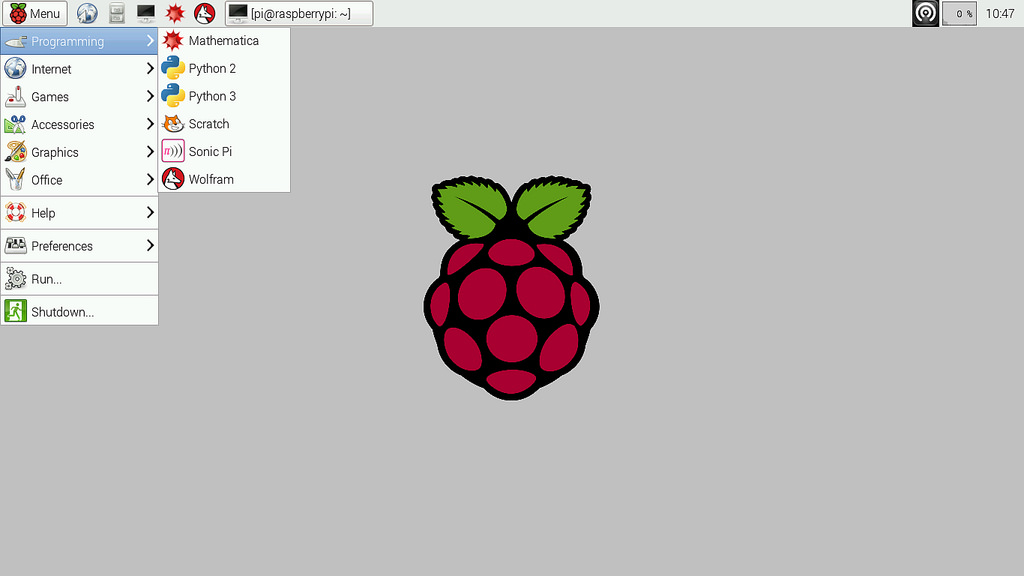 Menu
[pi@raspberrypi: ~]
0 %
10:47
Programming
Internet
Games
Accessories
Graphics
Office
Help
Preferences
Run...
Shutdown...
Mathematica
Python 2
Python 3
Scratch
Sonic Pi
Wolfram